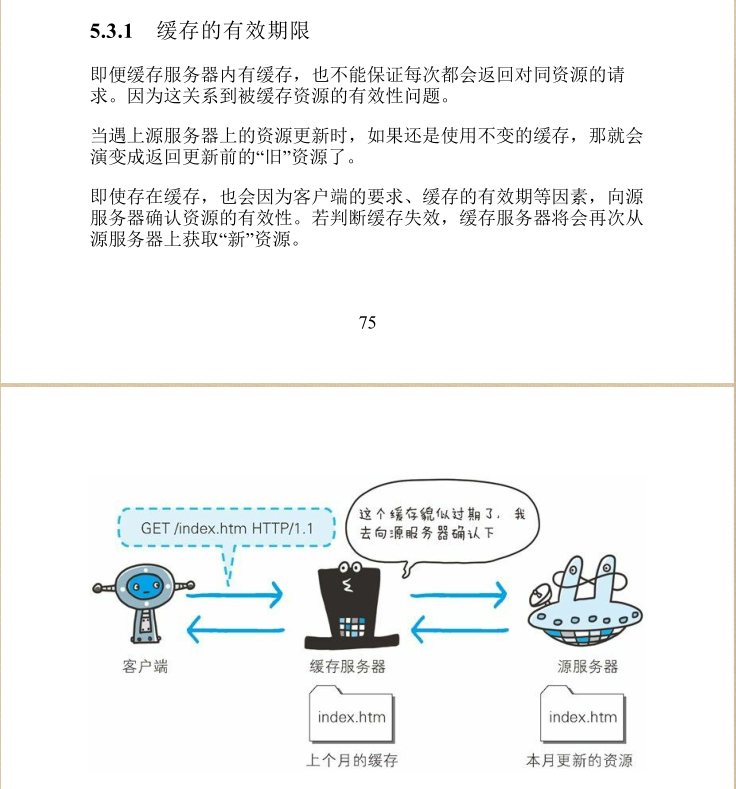 5.3.1 缓存的有效期限
即便缓存服务器内有缓存，也不能保证每次都会返回对同资源的请
求。因为这关系到被缓存资源的有效性问题。
当遇上源服务器上的资源更新时，如果还是使用不变的缓存，那就会
演变成返回更新前的“旧”资源了。
即使存在缓存，也会因为客户端的要求、缓存的有效期等因素，向源
服务器确认资源的有效性。若判断缓存失效，缓存服务器将会再次从
源服务器上获取“新”资源。
75
GET /index.htm HTTP/1.1
这个缓存貌似过期了，我
去向源服务器确认下
客户端
缓存服务器
源服务器
index.htm
index.htm
上个月的缓存
本月更新的资源